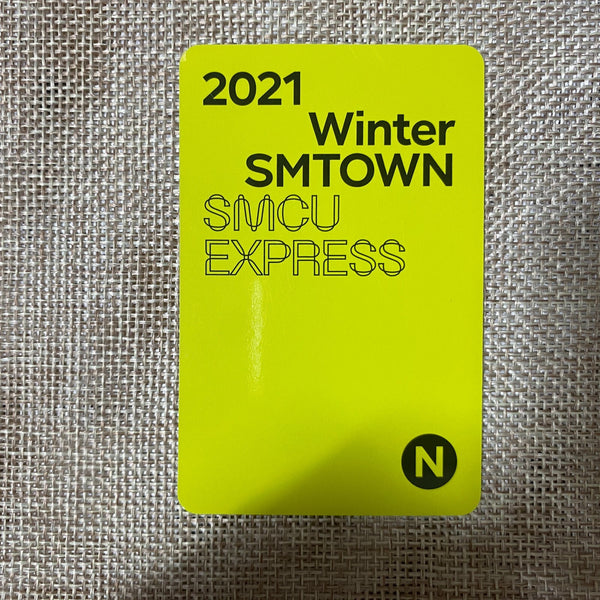 2021
Winter
SMTOWN
SMCU
EXPRESS
N